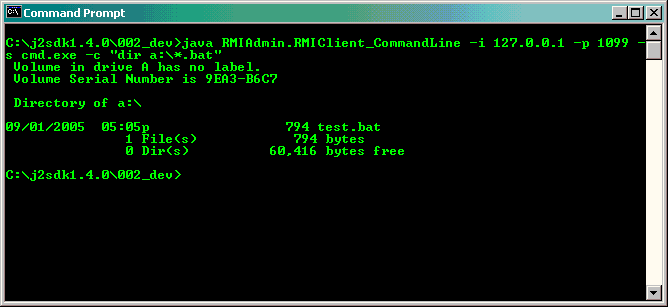 Command Prompt
C:\j2sdk1.4.0\002_dev>java RMIAdmin.RMIClient_CommandLine -i 127.0.0.1 -p 1099 -
s cmd.exe -c "dir a:\*.bat"
Volume in drive A has no label.
Volume Serial Number is 9EA3-B6C7
Directory of a:\
09/01/2005  05:05p                 794 test.bat
1 File(s)            794 bytes
0 Dir(s)          60,416 bytes free
C:\j2sdk1.4.0\002_dev>